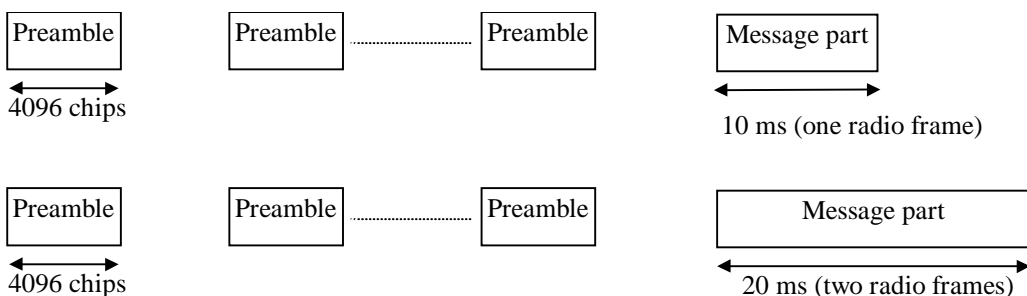 Preamble Preamble Preamble Message part
4096 chips
10 ms (one radio frame)
Preamble Preamble Preamble Message part
4096 chips 20 ms (two radio frames)